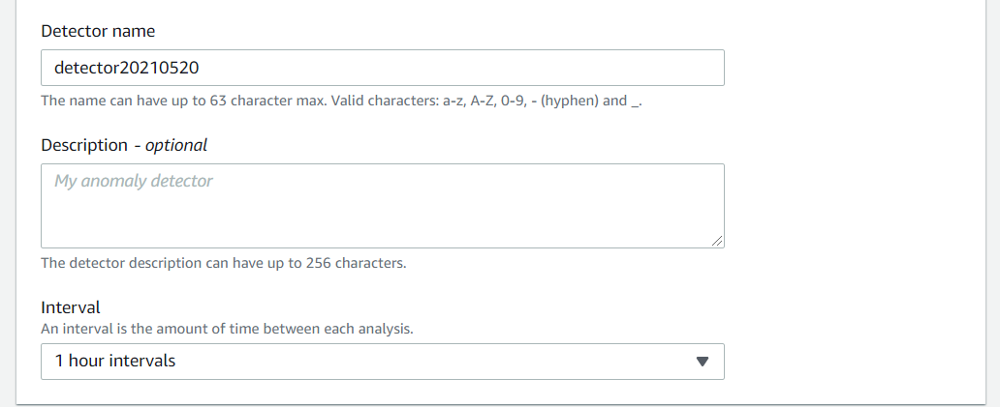 Detector name
detector20210520
The name can have up to 63 character max. Valid characters: a-z, A-Z, 0-9, - (hyphen) and _.
Description - optional
My anomaly detector
The detector description can have up to 256 characters.
Interval
An interval is the amount of time between each analysis.
1 hour intervals